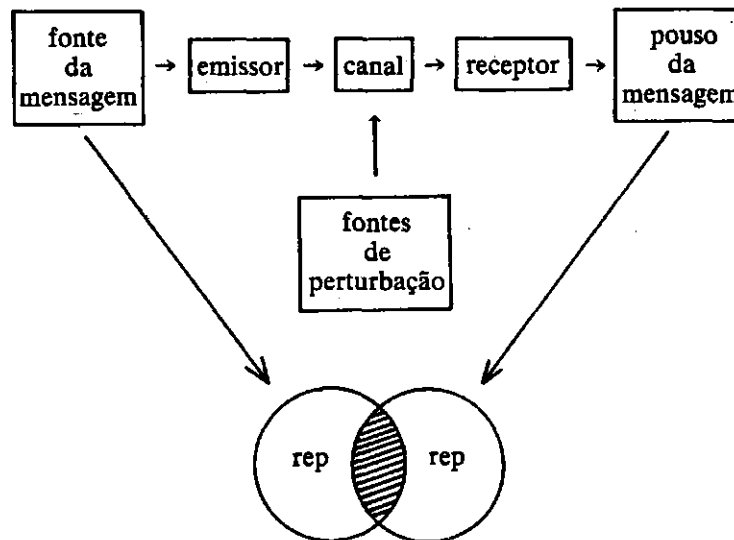 fonte
da
mensagem
→ emissor → canal → receptor →
pouso
da
mensagem
fontes
de
perturbação
rep
rep